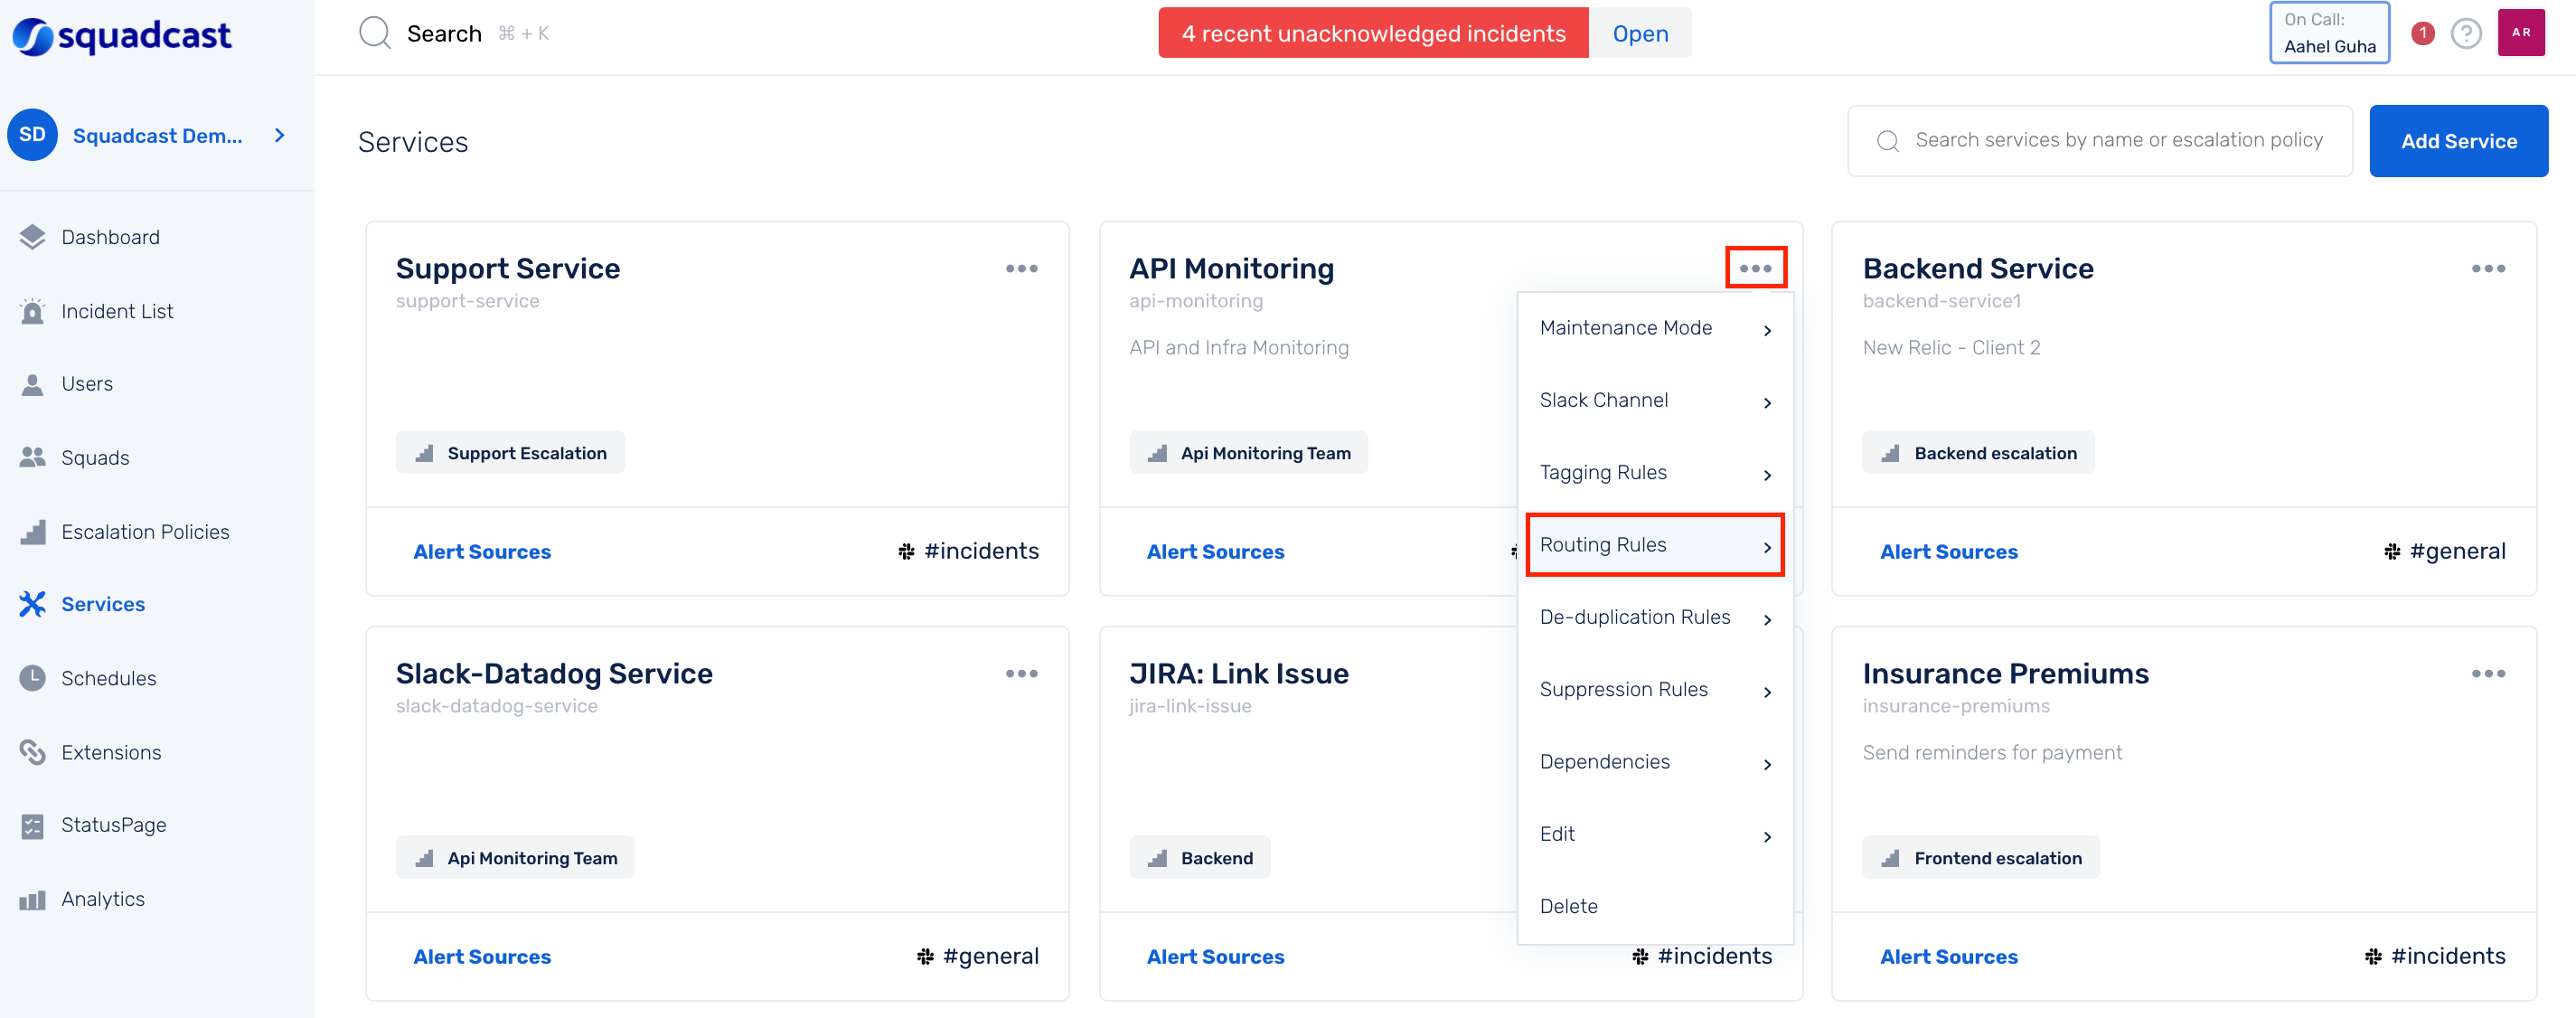 squadcast
Search ⌘ + K
4 recent unacknowledged incidents Open
On Call:
Aahel Guha
1
?
AR
SD Squadcast Dem...
Dashboard
Incident List
Users
Squads
Escalation Policies
Services
Schedules
Extensions
StatusPage
Analytics
Services
Search services by name or escalation policy
Add Service
Support Service
support-service
Support Escalation
Alert Sources #incidents
API Monitoring
api-monitoring
API and Infra Monitoring
Api Monitoring Team
Alert Sources
Maintenance Mode
Slack Channel
Tagging Rules
Routing Rules
De-duplication Rules
Suppression Rules
Dependencies
Edit
Delete
Backend Service
backend-service1
New Relic - Client 2
Backend escalation
Alert Sources #general
Slack-Datadog Service
slack-datadog-service
Api Monitoring Team
Alert Sources #general
JIRA: Link Issue
jira-link-issue
Backend
Alert Sources #incidents
Insurance Premiums
insurance-premiums
Send reminders for payment
Frontend escalation
Alert Sources #incidents